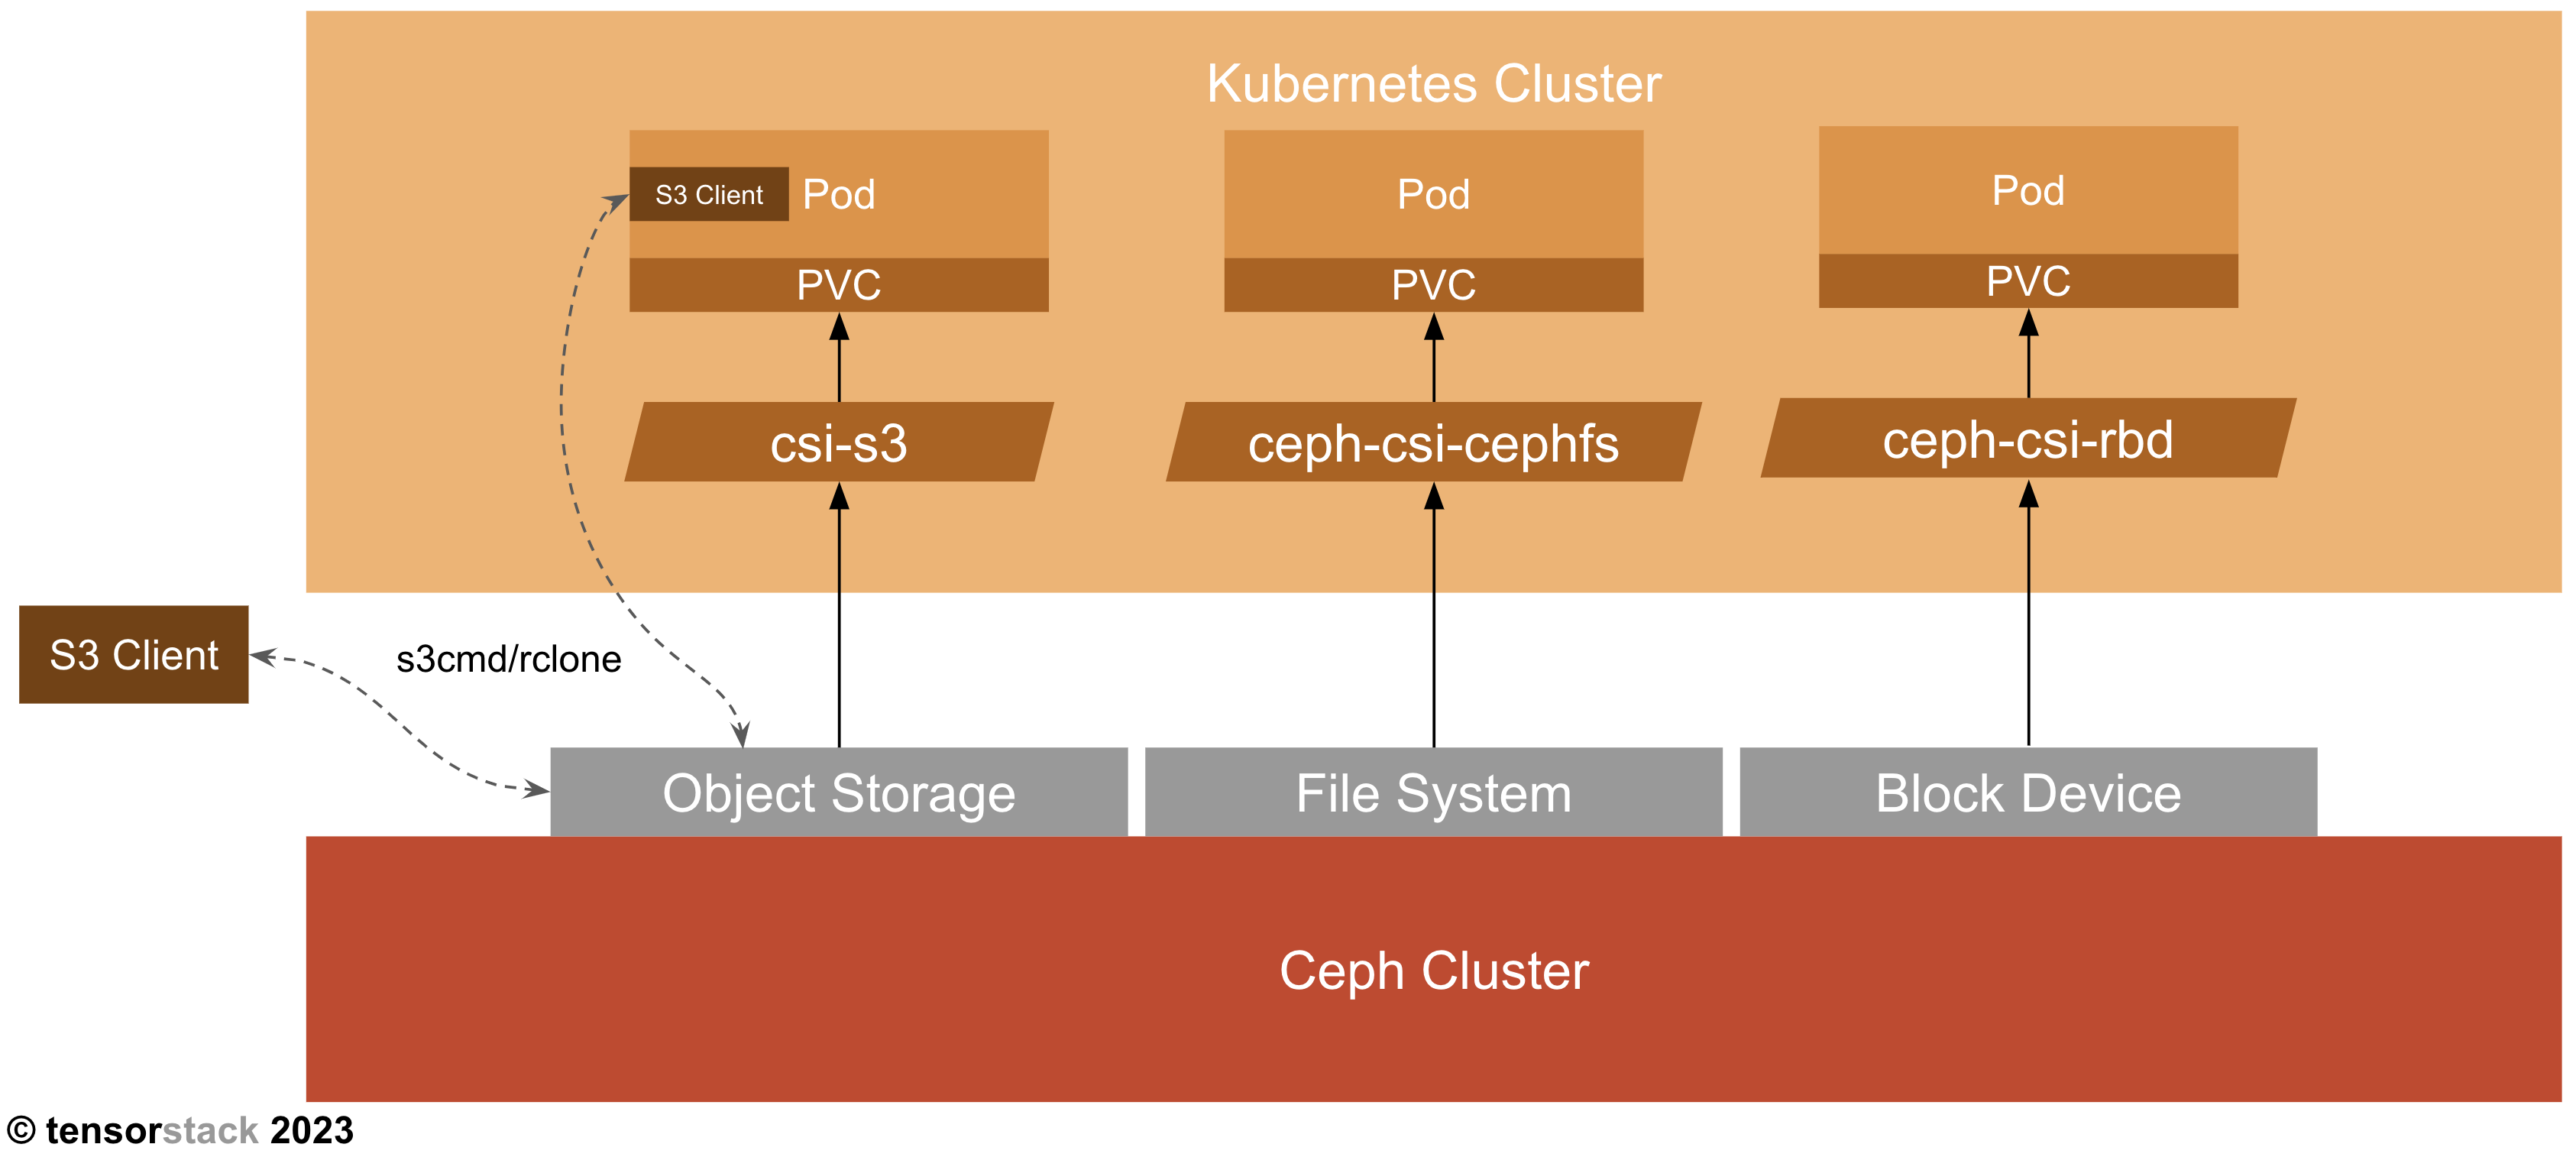 Kubernetes Cluster
S3 Client
Pod
Pod
Pod
PVC
PVC
PVC
csi-s3
ceph-csi-cephfs
ceph-csi-rbd
S3 Client
s3cmd/rclone
Object Storage
File System
Block Device
Ceph Cluster
© tensorstack 2023